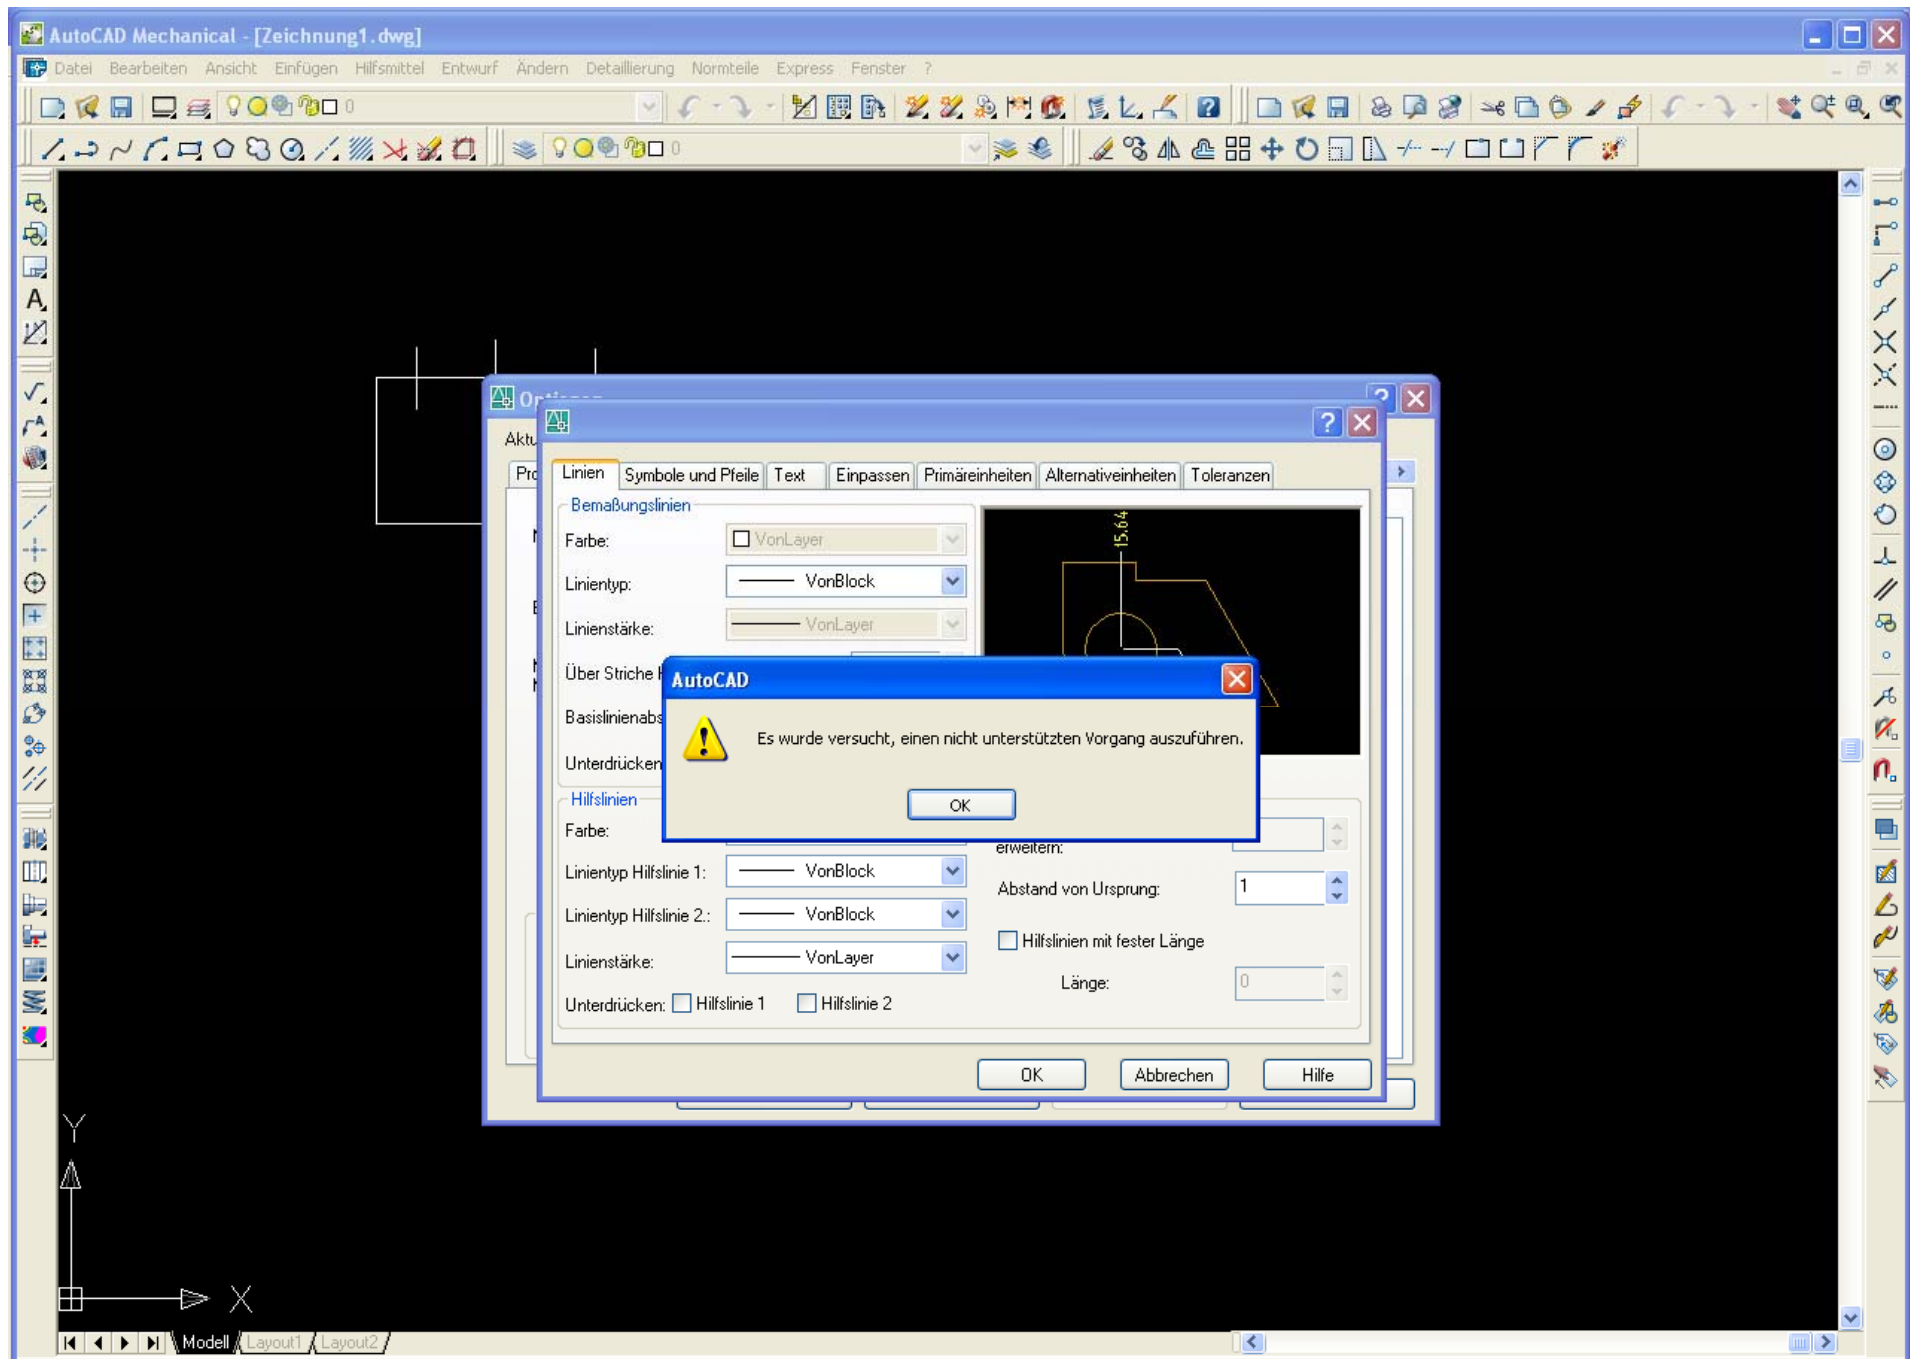 AutoCAD Mechanical - [Zeichnung1.dwg]
Datei Bearbeiten Ansicht Einfügen Hilfsmittel Entwurf Ändern Detaillierung Normteile Express Fenster ?
0
0
A
Aktu
Linien Symbole und Pfeile Text Einpassen Primäreinheiten Alternativeinheiten Toleranzen
Bemaßungslinien
Farbe: VonLayer
15.64
Linientyp: VonBlock
Linienstärke: VonLayer
Über Striche
AutoCAD
Basislinienabs
Es wurde versucht, einen nicht unterstützten Vorgang auszuführen.
Unterdrücken
OK
Hilfslinien
Farbe:
erweitern:
Linientyp Hilfslinie 1: VonBlock
Abstand von Ursprung: 1
Linientyp Hilfslinie 2.: VonBlock
Hilfslinien mit fester Länge
Linienstärke: VonLayer
Länge: 0
Unterdrücken: Hilfslinie 1 Hilfslinie 2
OK Abbrechen Hilfe
Y
X
Modell Layout1 Layout2